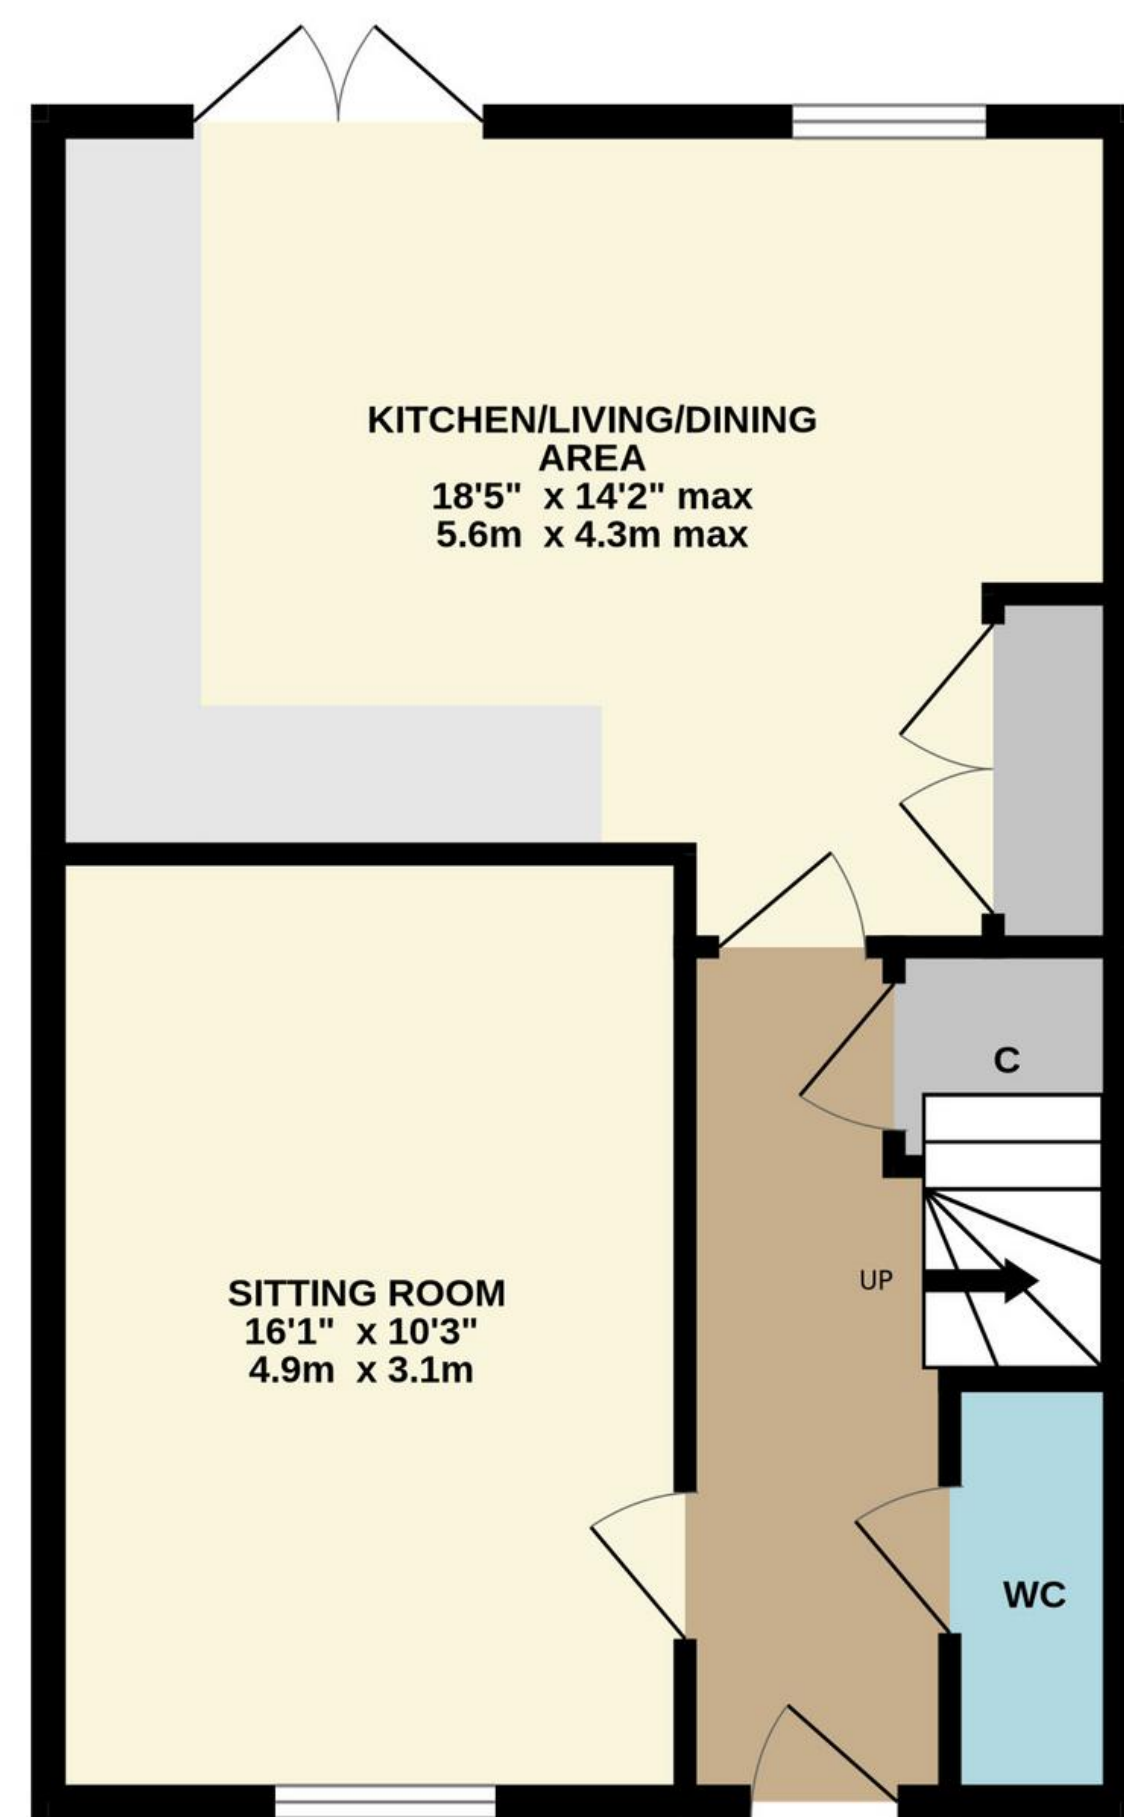 KITCHEN/LIVING/DINING
AREA
18'5"  x 14'2" max
5.6m  x 4.3m max
C
UP
SITTING ROOM
16'1"  x 10'3"
4.9m  x 3.1m
WC